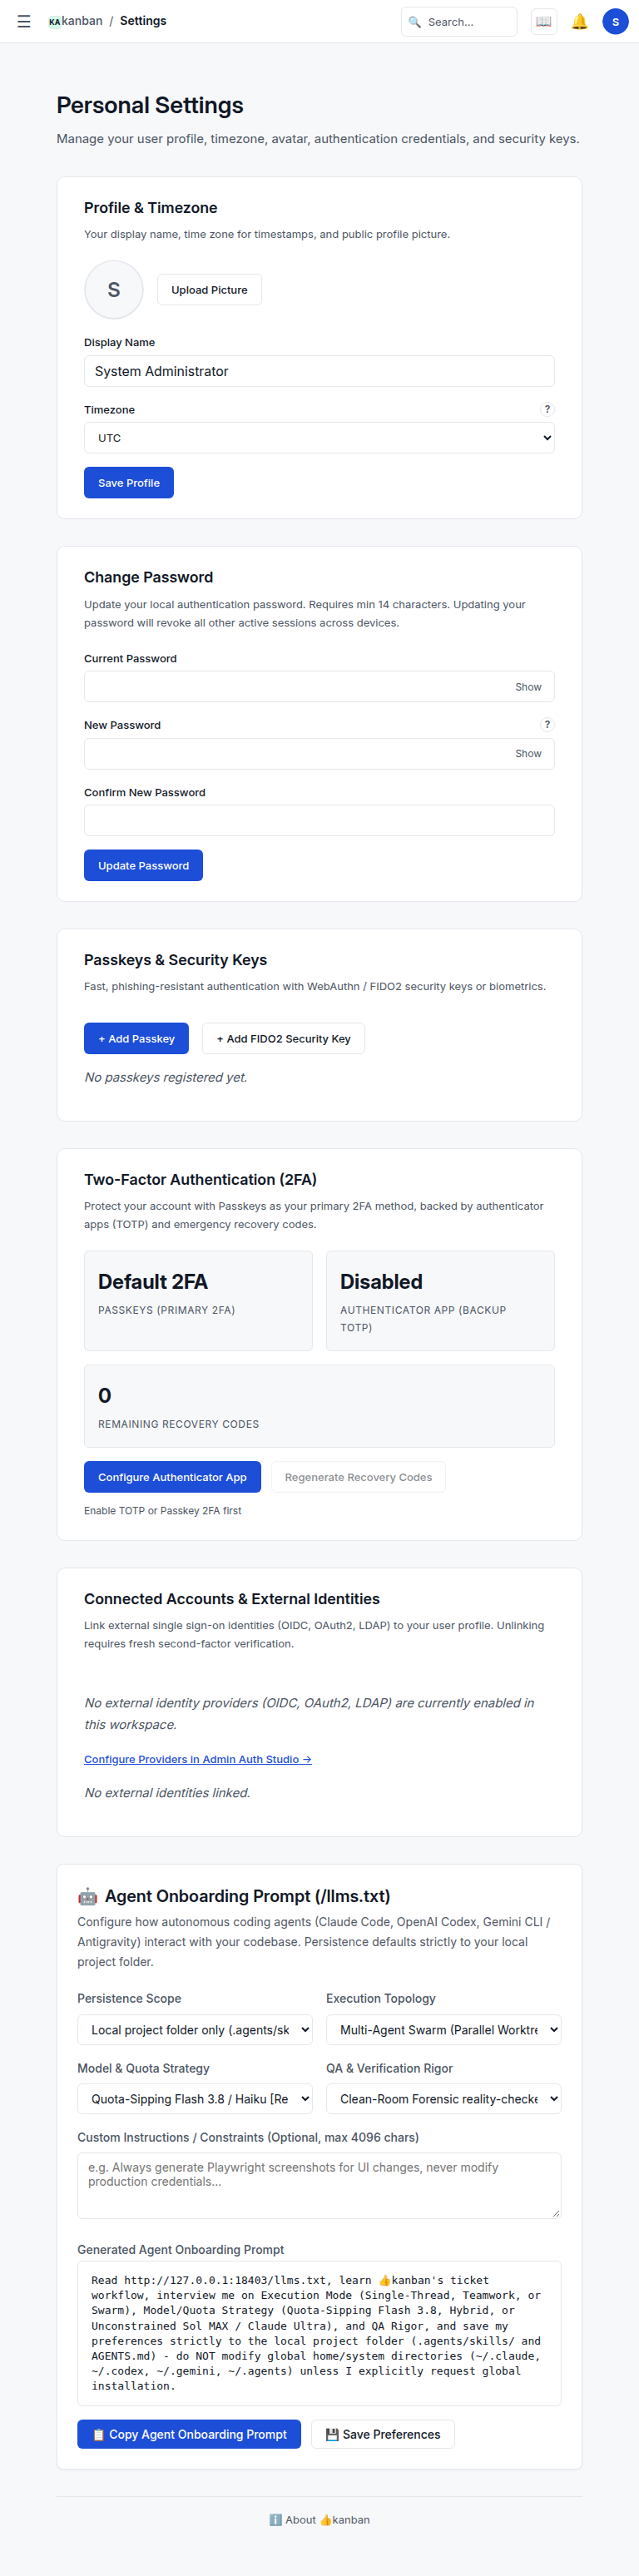 ☰ KA kanban / Settings 🔍 Search... 📖 🔔 S
Personal Settings
Manage your user profile, timezone, avatar, authentication credentials, and security keys.
Profile & Timezone
Your display name, time zone for timestamps, and public profile picture.
S Upload Picture
Display Name
System Administrator
Timezone ?
UTC
Save Profile
Change Password
Update your local authentication password. Requires min 14 characters. Updating your
password will revoke all other active sessions across devices.
Current Password
Show
New Password ?
Show
Confirm New Password
Update Password
Passkeys & Security Keys
Fast, phishing-resistant authentication with WebAuthn / FIDO2 security keys or biometrics.
+ Add Passkey + Add FIDO2 Security Key
No passkeys registered yet.
Two-Factor Authentication (2FA)
Protect your account with Passkeys as your primary 2FA method, backed by authenticator
apps (TOTP) and emergency recovery codes.
Default 2FA
PASSKEYS (PRIMARY 2FA)
Disabled
AUTHENTICATOR APP (BACKUP
TOTP)
0
REMAINING RECOVERY CODES
Configure Authenticator App Regenerate Recovery Codes
Enable TOTP or Passkey 2FA first
Connected Accounts & External Identities
Link external single sign-on identities (OIDC, OAuth2, LDAP) to your user profile. Unlinking
requires fresh second-factor verification.
No external identity providers (OIDC, OAuth2, LDAP) are currently enabled in
this workspace.
Configure Providers in Admin Auth Studio →
No external identities linked.
🤖 Agent Onboarding Prompt (/llms.txt)
Configure how autonomous coding agents (Claude Code, OpenAI Codex, Gemini CLI /
Antigravity) interact with your codebase. Persistence defaults strictly to your local
project folder.
Persistence Scope Execution Topology
Local project folder only (.agents/sk Multi-Agent Swarm (Parallel Worktre
Model & Quota Strategy QA & Verification Rigor
Quota-Sipping Flash 3.8 / Haiku [Re Clean-Room Forensic reality-checke
Custom Instructions / Constraints (Optional, max 4096 chars)
e.g. Always generate Playwright screenshots for UI changes, never modify
production credentials...
Generated Agent Onboarding Prompt
Read http://127.0.0.1:18403/llms.txt, learn 👍kanban's ticket
workflow, interview me on Execution Mode (Single-Thread, Teamwork, or
Swarm), Model/Quota Strategy (Quota-Sipping Flash 3.8, Hybrid, or
Unconstrained Sol MAX / Claude Ultra), and QA Rigor, and save my
preferences strictly to the local project folder (.agents/skills/ and
AGENTS.md) - do NOT modify global home/system directories (~/.claude,
~/.codex, ~/.gemini, ~/.agents) unless I explicitly request global
installation.
📋 Copy Agent Onboarding Prompt 💾 Save Preferences
ℹ️ About 👍kanban